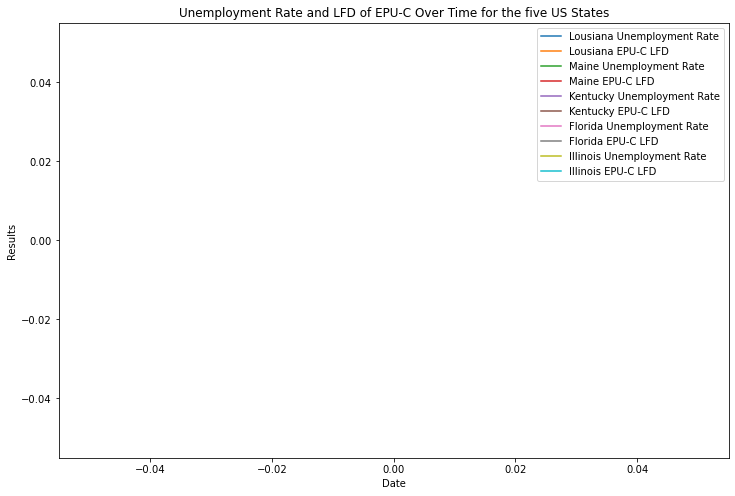 Unemployment Rate and LFD of EPU-C Over Time for the five US States
Lousiana Unemployment Rate
Lousiana EPU-C LFD
Maine Unemployment Rate
Maine EPU-C LFD
Kentucky Unemployment Rate
Kentucky EPU-C LFD
Florida Unemployment Rate
Florida EPU-C LFD
Illinois Unemployment Rate
Illinois EPU-C LFD
0.04
0.02
0.00
−0.02
−0.04
Results
−0.04 −0.02 0.00 0.02 0.04
Date